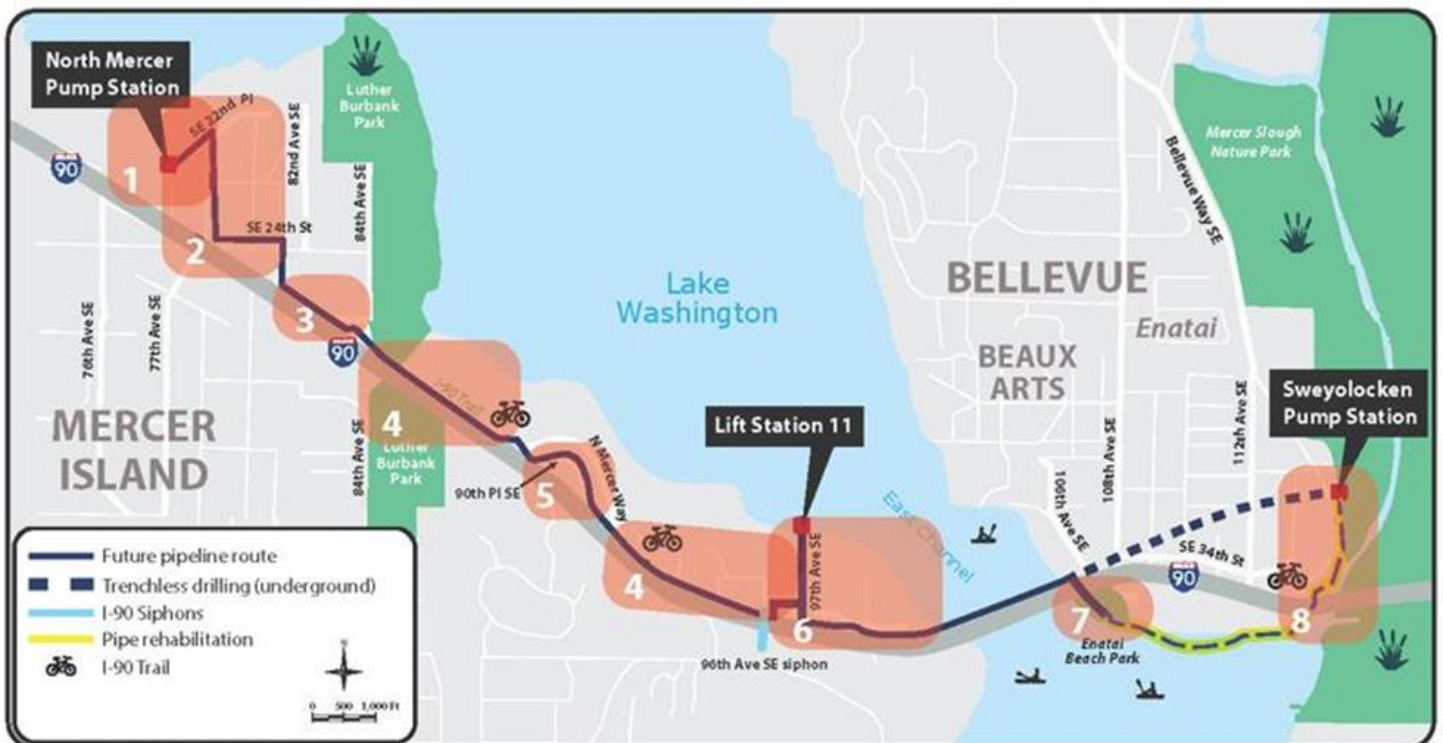 North Mercer
Pump Station
SE 22nd Pl
82nd Ave SE
Luther
Burbank
Park
84th Ave SE
90
1
2
SE 24th St
3
90
76th Ave SE
77th Ave SE
MERCER
ISLAND
84th Ave SE
4
I-90 Trail
Luther
Burbank
Park
90th Pl SE
5
N Mercer Way
4
Lake
Washington
Lift Station 11
97th Ave SE
6
96th Ave SE siphon
East Channel
BELLEVUE
Enatai
BEAUX
ARTS
Bellevue Way SE
Mercer Slough
Nature Park
106th Ave SE
108th Ave SE
112th Ave SE
Sweyolocken
Pump Station
SE 34th St
90
7
8
Enatai
Beach Park
Future pipeline route
Trenchless drilling (underground)
I-90 Siphons
Pipe rehabilitation
I-90 Trail
N
0 500 1,000 Ft